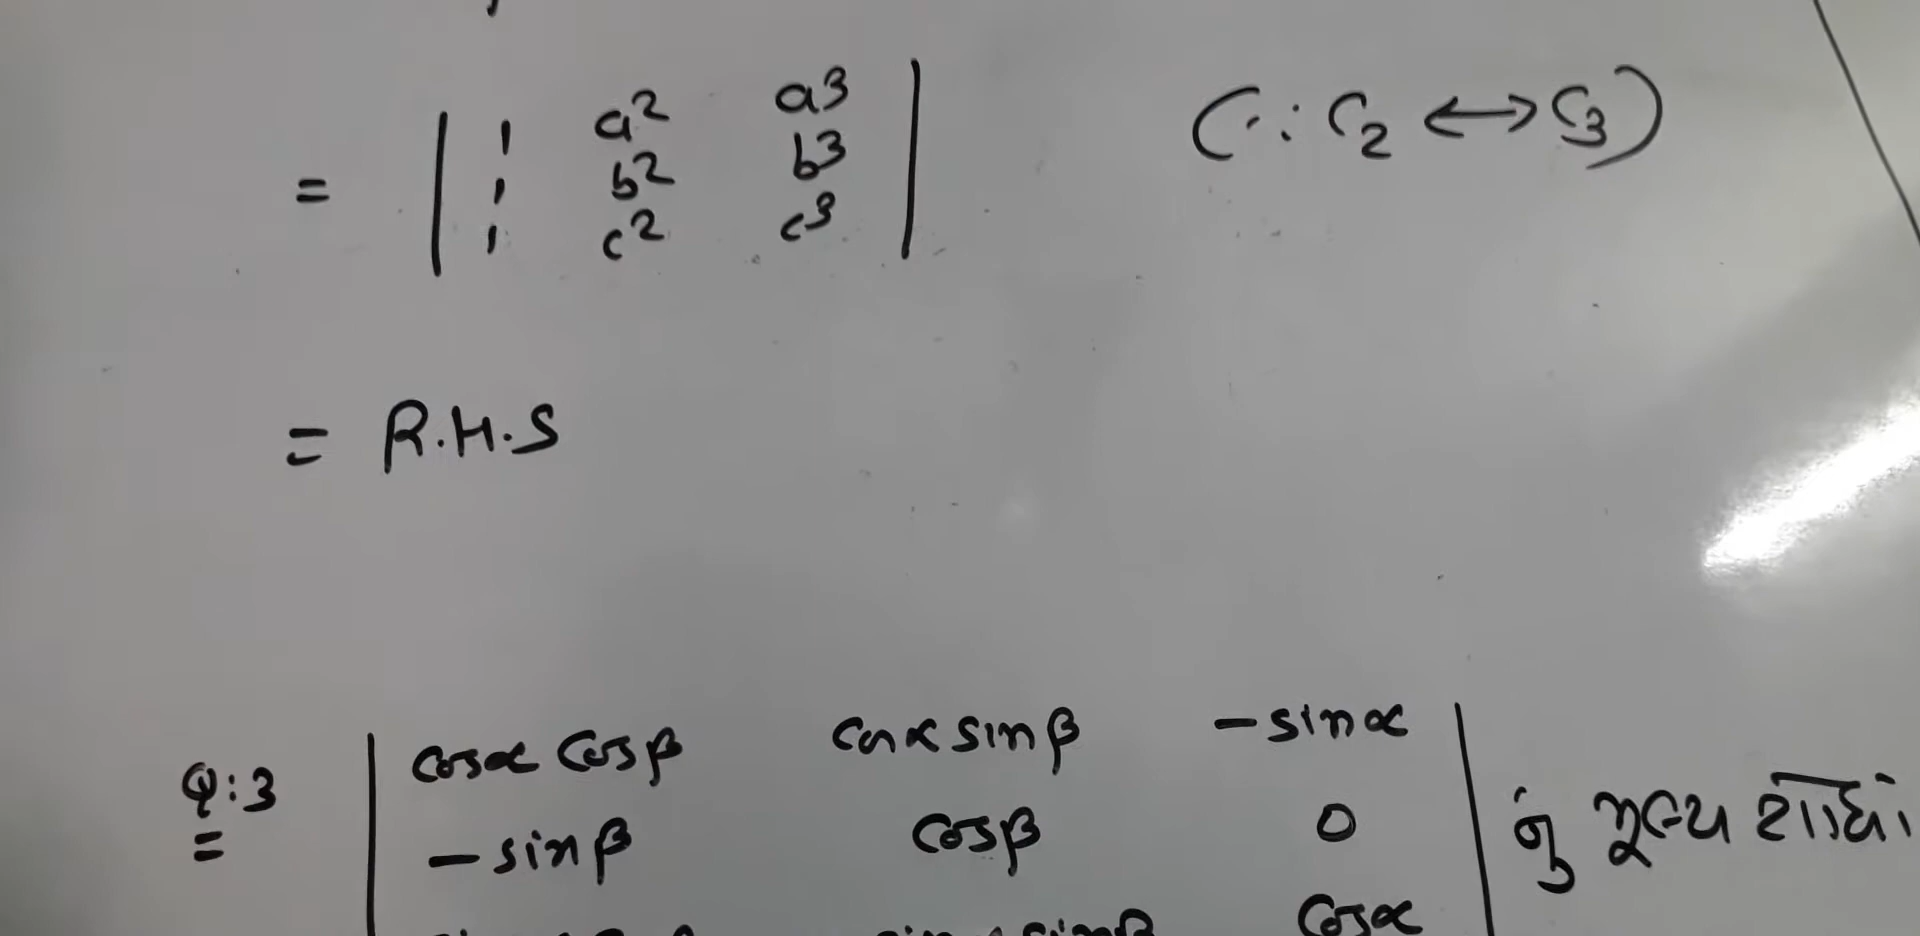 = | 1 a² a³ |
| 1 b² b³ | (∵ C₂ ↔ C₃)
| 1 c² c³ |
= R.H.S
Q:3 | cosα cosβ cosα sinβ -sinα |
| -sinβ cosβ 0 | નું મૂલ્ય શોધો.
cosα |